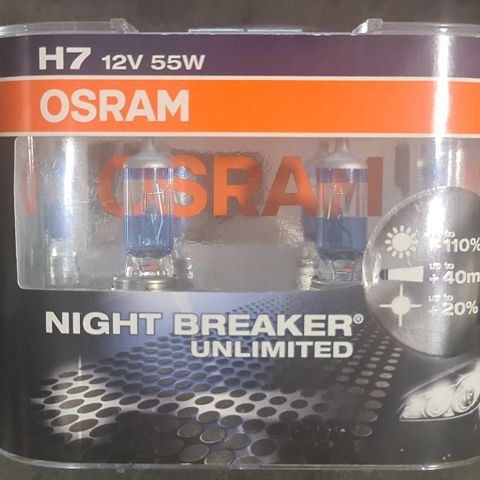 H7 12V 55W
OSRAM
OSRAM
110%
40m
20%
NIGHT BREAKER®
UNLIMITED